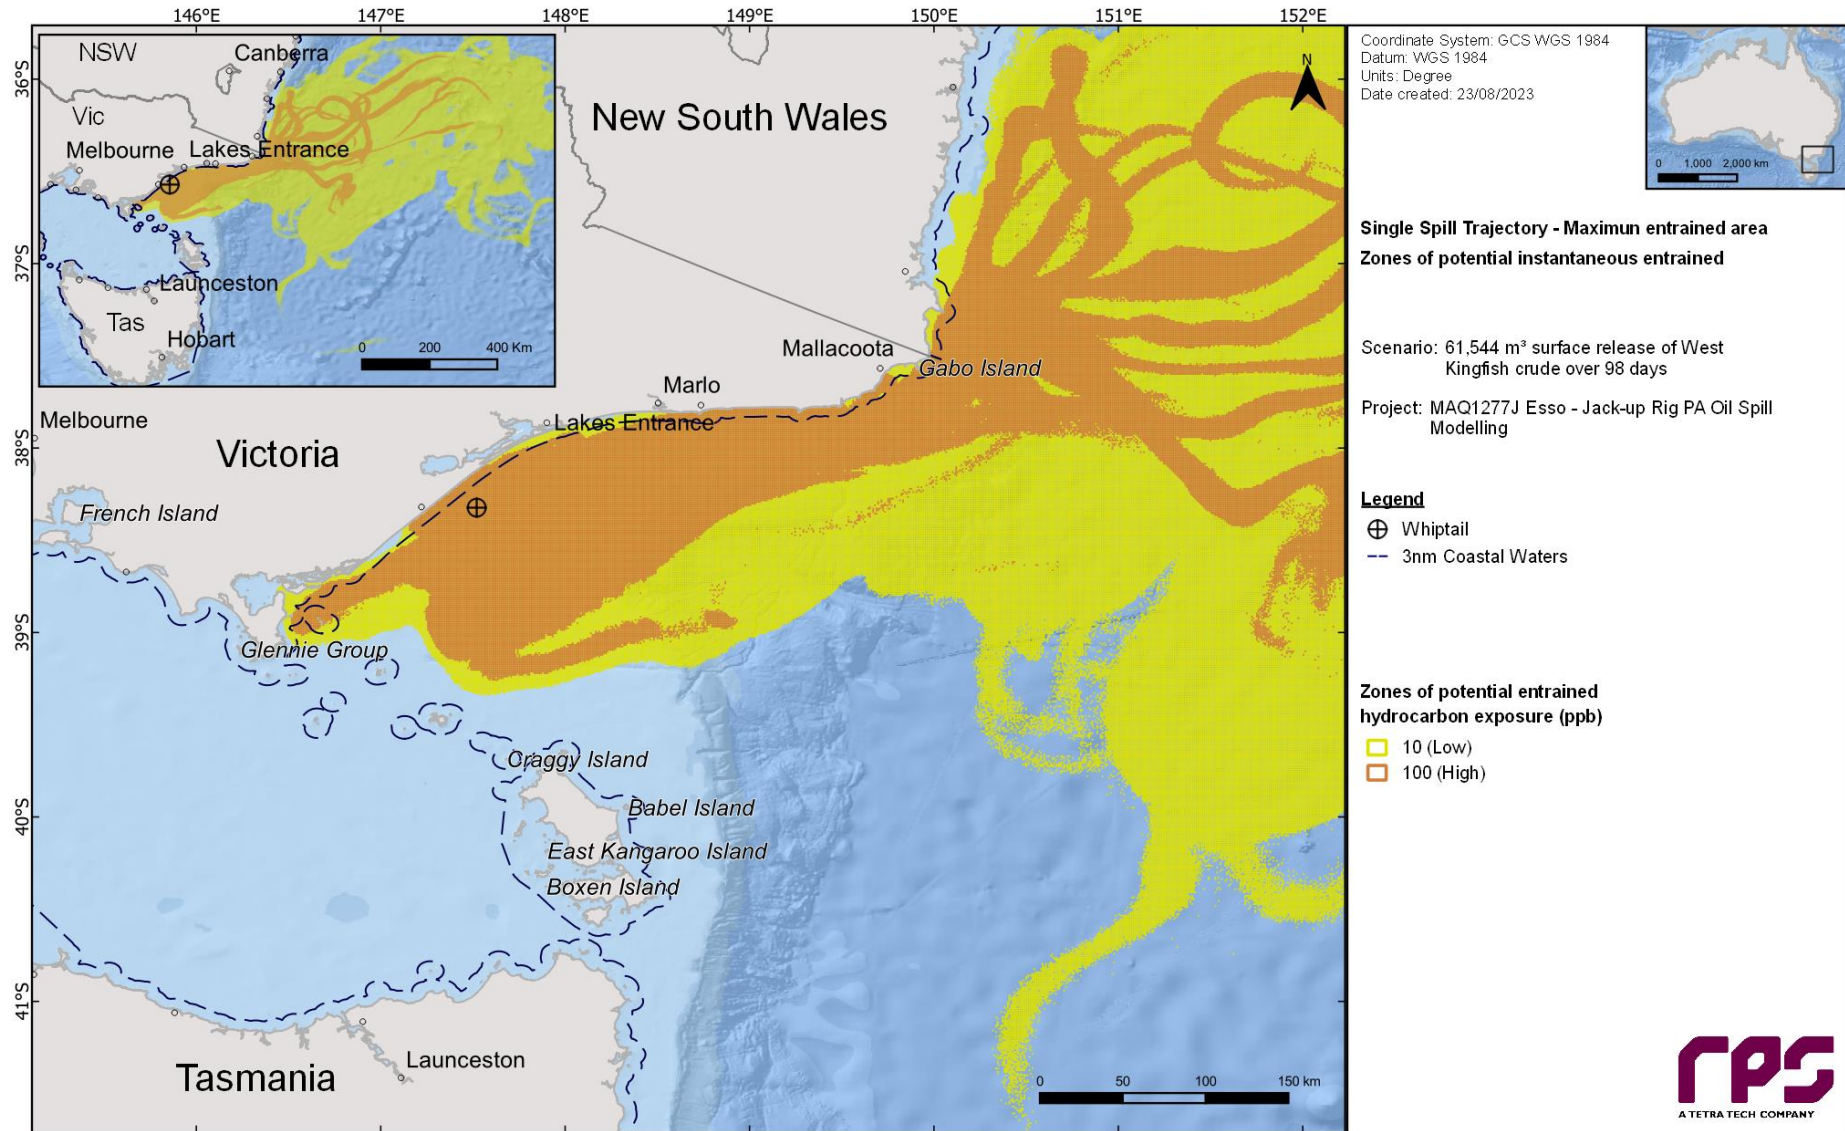 146°E 147°E 148°E 149°E 150°E 151°E 152°E
36°S
37°S
38°S
39°S
40°S
41°S
NSW
Canberra
Vic
Melbourne
Lakes Entrance
Launceston
Tas
Hobart
0 200 400 Km
New South Wales
N
Mallacoota
Gabo Island
Marlo
Lakes Entrance
Melbourne
Victoria
French Island
Glennie Group
Craggy Island
Babel Island
East Kangaroo Island
Boxen Island
Launceston
Tasmania
0 50 100 150 km
Coordinate System: GCS WGS 1984
Datum: WGS 1984
Units: Degree
Date created: 23/08/2023
0 1,000 2,000 km
Single Spill Trajectory - Maximun entrained area
Zones of potential instantaneous entrained
Scenario: 61,544 m³ surface release of West
Kingfish crude over 98 days
Project: MAQ1277J Esso - Jack-up Rig PA Oil Spill
Modelling
Legend
Whiptail
3nm Coastal Waters
Zones of potential entrained
hydrocarbon exposure (ppb)
10 (Low)
100 (High)
rps
A TETRA TECH COMPANY